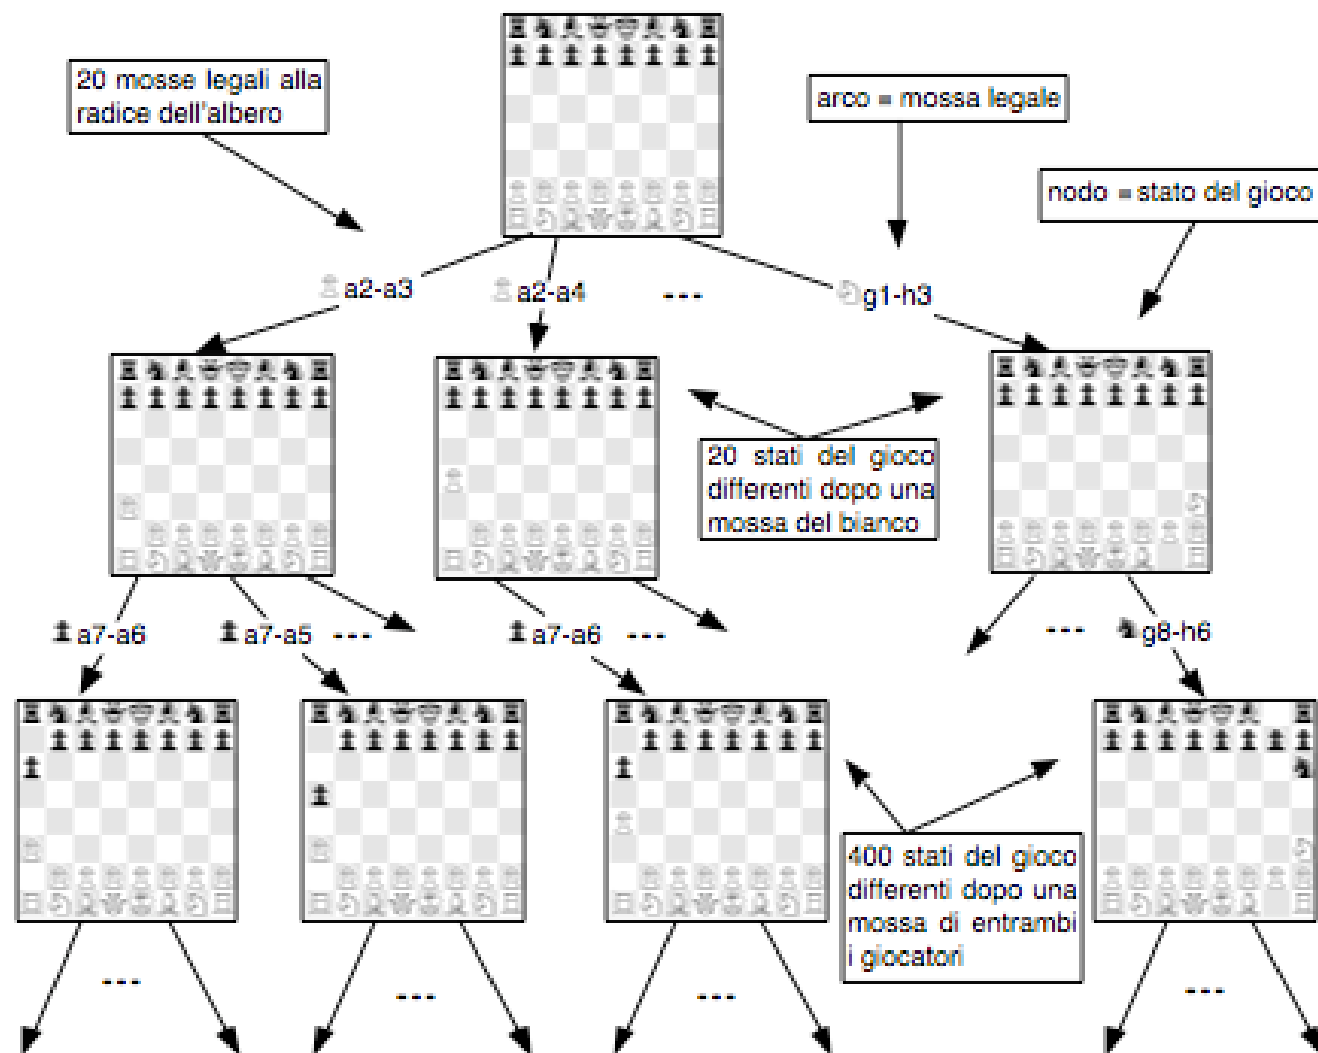 20 mosse legali alla
radice dell'albero
arco = mossa legale
nodo = stato del gioco
a2-a3
a2-a4
---
g1-h3
20 stati del gioco
differenti dopo una
mossa del bianco
a7-a6
a7-a5
---
a7-a6
---
---
g8-h6
400 stati del gioco
differenti dopo una
mossa di entrambi
i giocatori
---
---
---
---